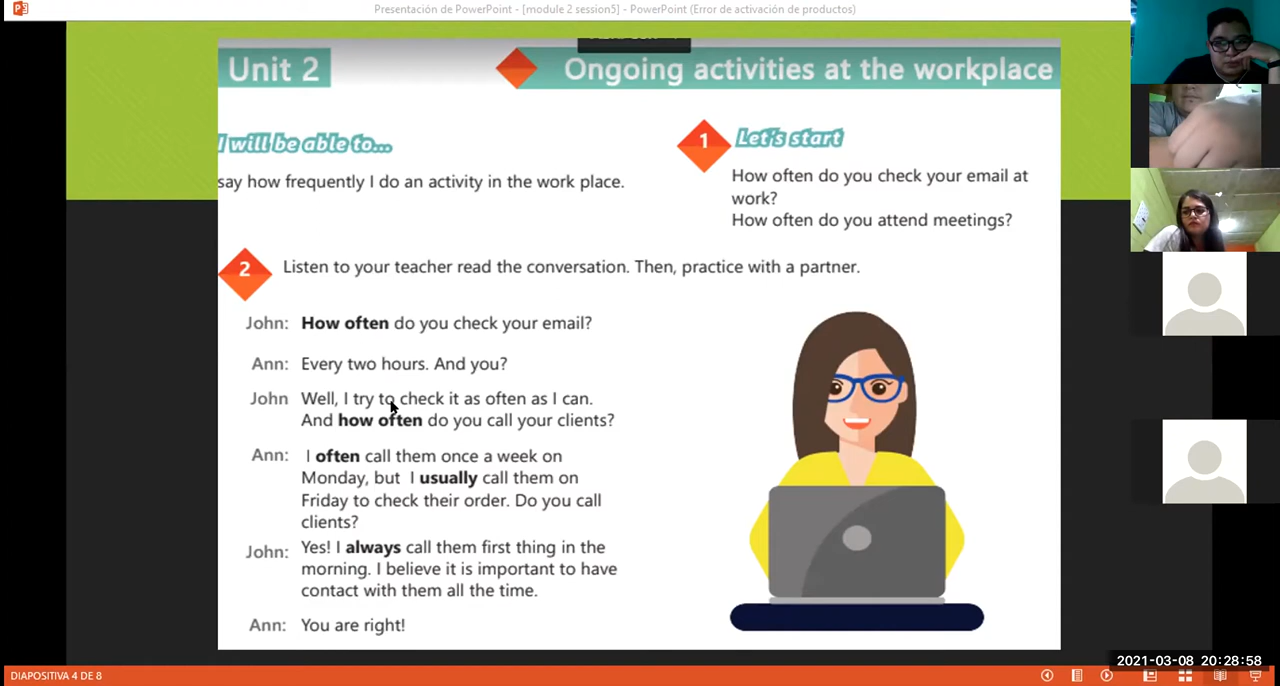 Presentación de PowerPoint - [module 2 session5] - PowerPoint (Error de activación de productos)
Unit 2
Ongoing activities at the workplace
I will be able to...
say how frequently I do an activity in the work place.
1
Let's start
How often do you check your email at
work?
How often do you attend meetings?
2
Listen to your teacher read the conversation. Then, practice with a partner.
John: How often do you check your email?
Ann: Every two hours. And you?
John Well, I try to check it as often as I can.
And how often do you call your clients?
Ann: I often call them once a week on
Monday, but I usually call them on
Friday to check their order. Do you call
clients?
John: Yes! I always call them first thing in the
morning. I believe it is important to have
contact with them all the time.
Ann: You are right!
2021-03-08 20:28:58
DIAPOSITIVA 4 DE 8